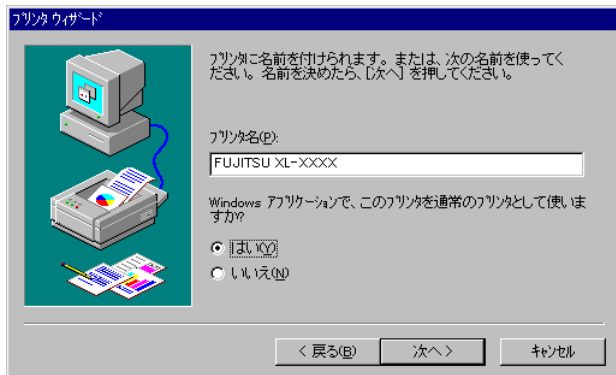 プリンタ ウィザード
プリンタに名前を付けられます。または、次の名前を使ってく
ださい。名前を決めたら、[次へ] を押してください。
プリンタ名(P):
FUJITSU XL-XXXX
Windows アプリケーションで、このプリンタを通常のプリンタとして使いま
すか?
はい(Y)
いいえ(N)
< 戻る(B)
次へ >
キャンセル